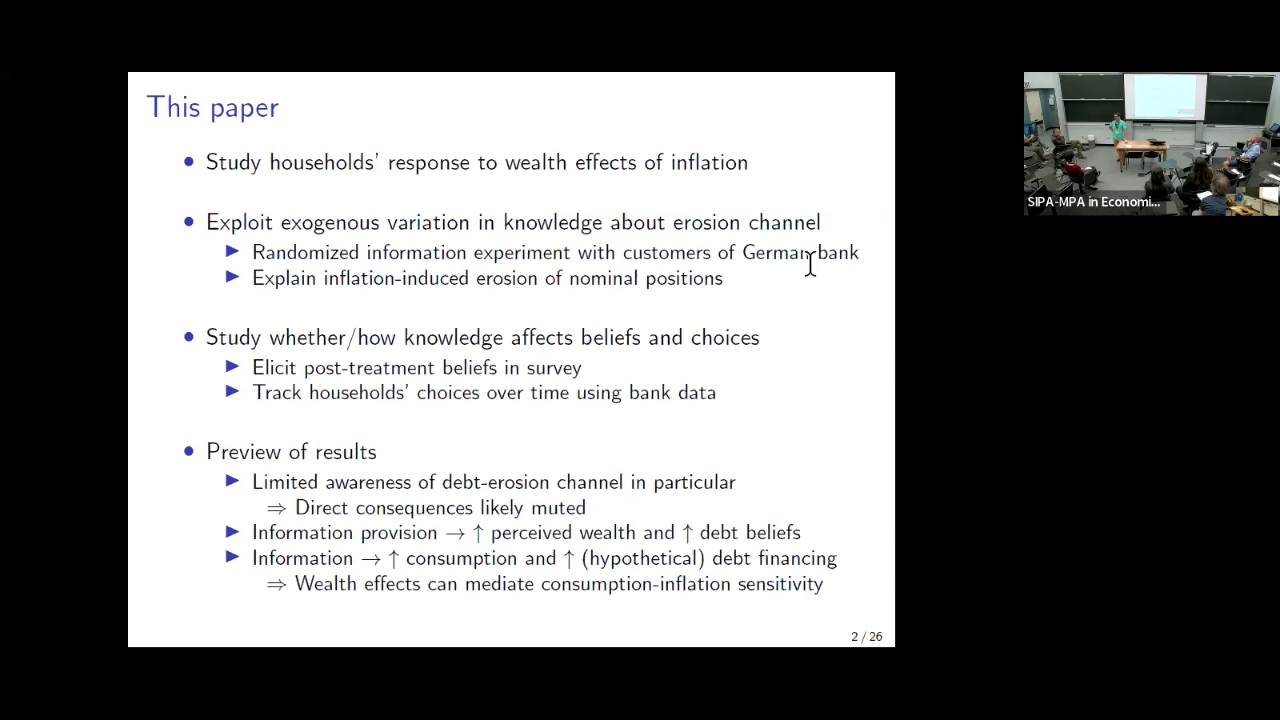 This paper
• Study households' response to wealth effects of inflation
• Exploit exogenous variation in knowledge about erosion channel
▶ Randomized information experiment with customers of German bank
▶ Explain inflation-induced erosion of nominal positions
• Study whether/how knowledge affects beliefs and choices
▶ Elicit post-treatment beliefs in survey
▶ Track households' choices over time using bank data
• Preview of results
▶ Limited awareness of debt-erosion channel in particular
⇒ Direct consequences likely muted
▶ Information provision → ↑ perceived wealth and ↑ debt beliefs
▶ Information → ↑ consumption and ↑ (hypothetical) debt financing
⇒ Wealth effects can mediate consumption-inflation sensitivity
2 / 26
SIPA-MPA in Economi...